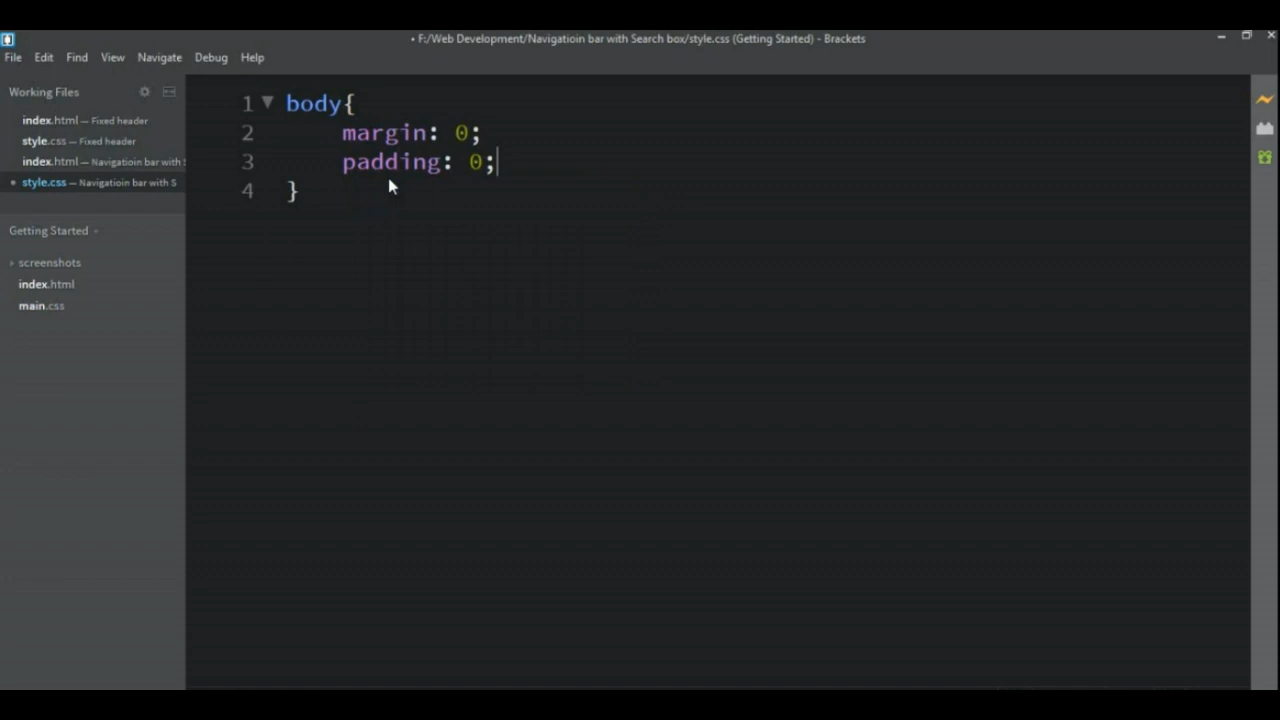 • F:/Web Development/Navigatioin bar with Search box/style.css (Getting Started) - Brackets
File Edit Find View Navigate Debug Help
Working Files
index.html — Fixed header
style.css — Fixed header
index.html — Navigatioin bar with S
• style.css — Navigatioin bar with S
Getting Started
screenshots
index.html
main.css
1 body{
2 margin: 0;
3 padding: 0;
4 }